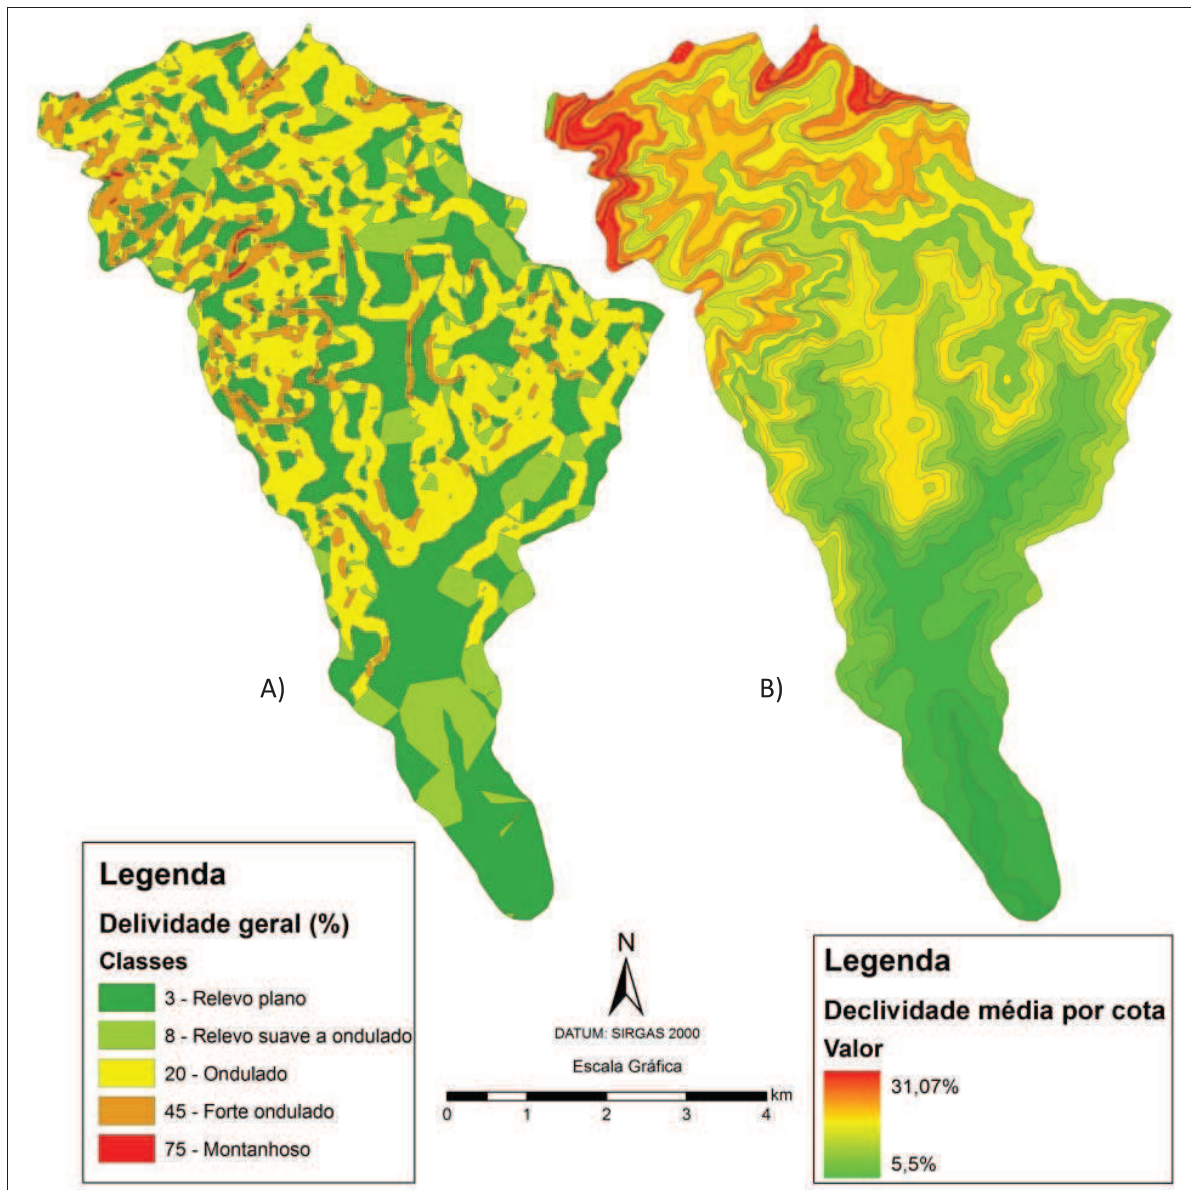 A)
B)
Legenda
Delividade geral (%)
Classes
3 - Relevo plano
8 - Relevo suave a ondulado
20 - Ondulado
45 - Forte ondulado
75 - Montanhoso
N
DATUM: SIRGAS 2000
Escala Gráfica
km
0 1 2 3 4
Legenda
Declividade média por cota
Valor
31,07%
5,5%